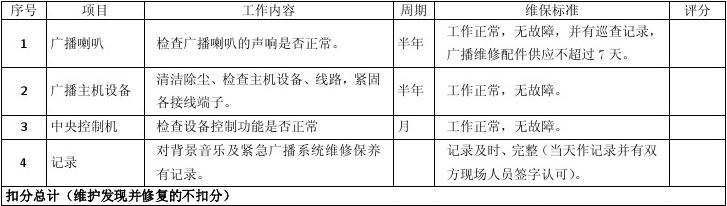 序号 项目 工作内容 周期 维保标准 评分
1 广播喇叭 检查广播喇叭的声响是否正常。 半年 工作正常，无故障，并有巡查记录，
广播维修配件供应不超过 7 天。
2 广播主机设备 清洁除尘、检查主机设备、线路，紧固 半年 工作正常，无故障。
各接线端子。
3 中央控制机 检查设备控制功能是否正常 月 工作正常，无故障。
4 记录 对背景音乐及紧急广播系统维修保养 记录及时、完整（当天作记录并有双
有记录。 方现场人员签字认可）。
扣分总计（维护发现并修复的不扣分）